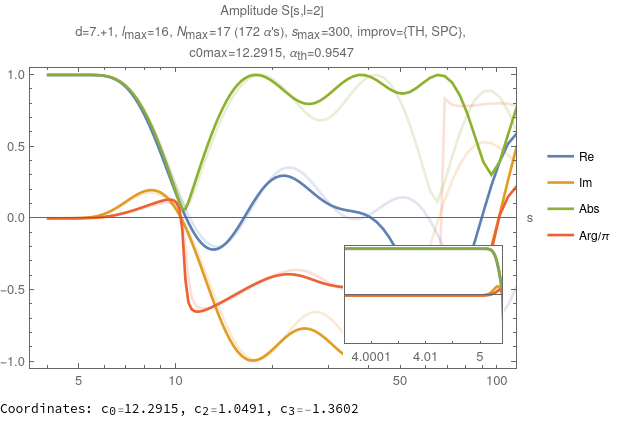 Amplitude S[s,l=2]
d=7.+1, lmax=16, Nmax=17 (172 α's), smax=300, improv={TH, SPC},
c0max=12.2915, αth=0.9547
1.0
0.5
0.0
-0.5
-1.0
s
Re
Im
Abs
Arg/π
4.0001 4.01 5
5 10 50 100
Coordinates: c0=12.2915, c2=1.0491, c3=-1.3602